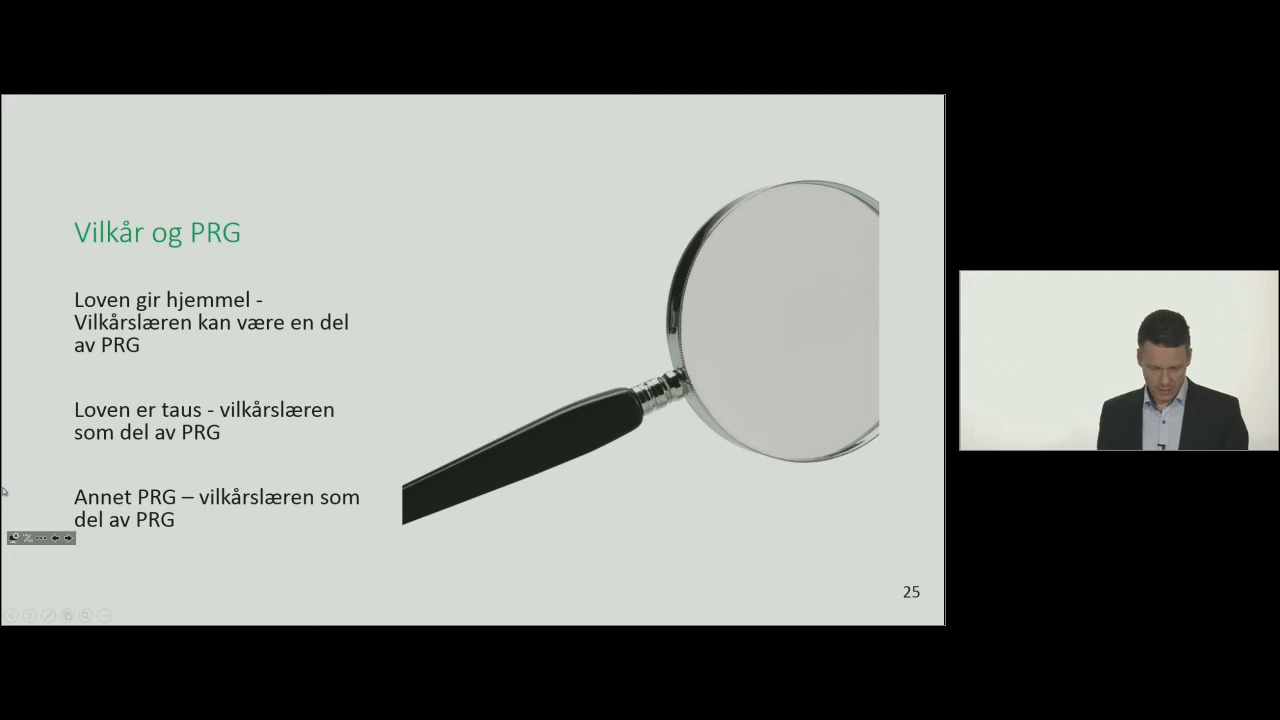 Vilkår og PRG
Loven gir hjemmel -
Vilkårslæren kan være en del
av PRG
Loven er taus - vilkårslæren
som del av PRG
Annet PRG – vilkårslæren som
del av PRG
25